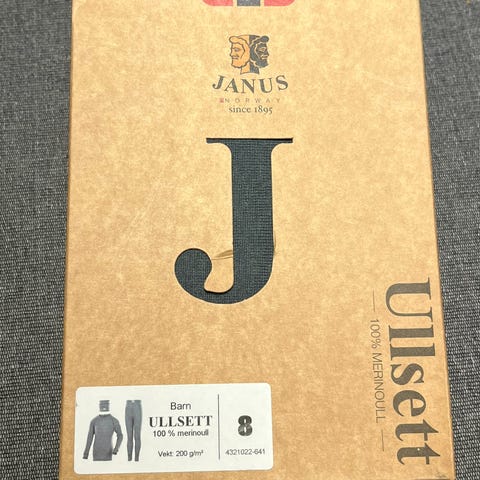 JANUS
NORWAY
since 1895
J
Ullsett
100% MERINOULL
Barn
ULLSETT
100 % merinoull
Vekt: 200 g/m²
8
4321022-641